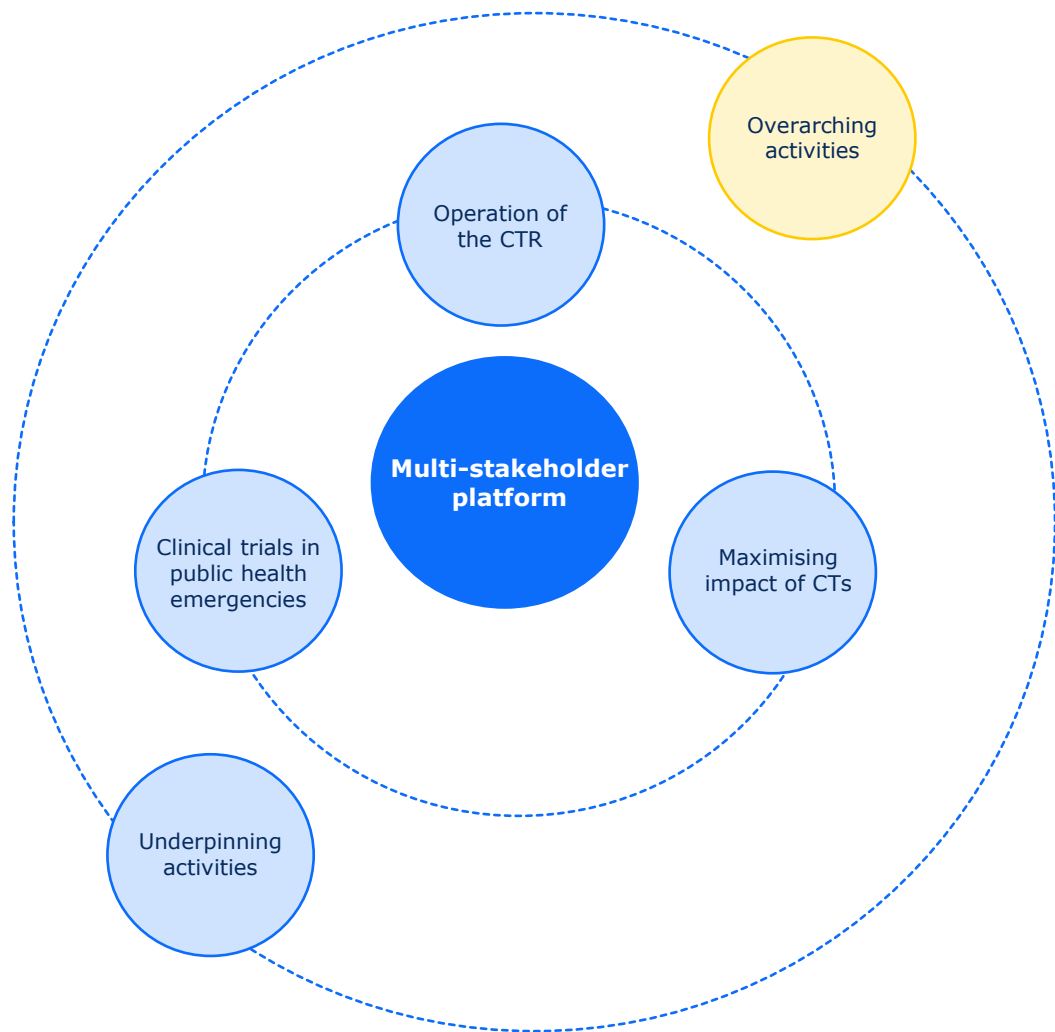 Overarching
activities
Operation of
the CTR
Multi-stakeholder
platform
Clinical trials in
public health
emergencies
Maximising
impact of CTs
Underpinning
activities